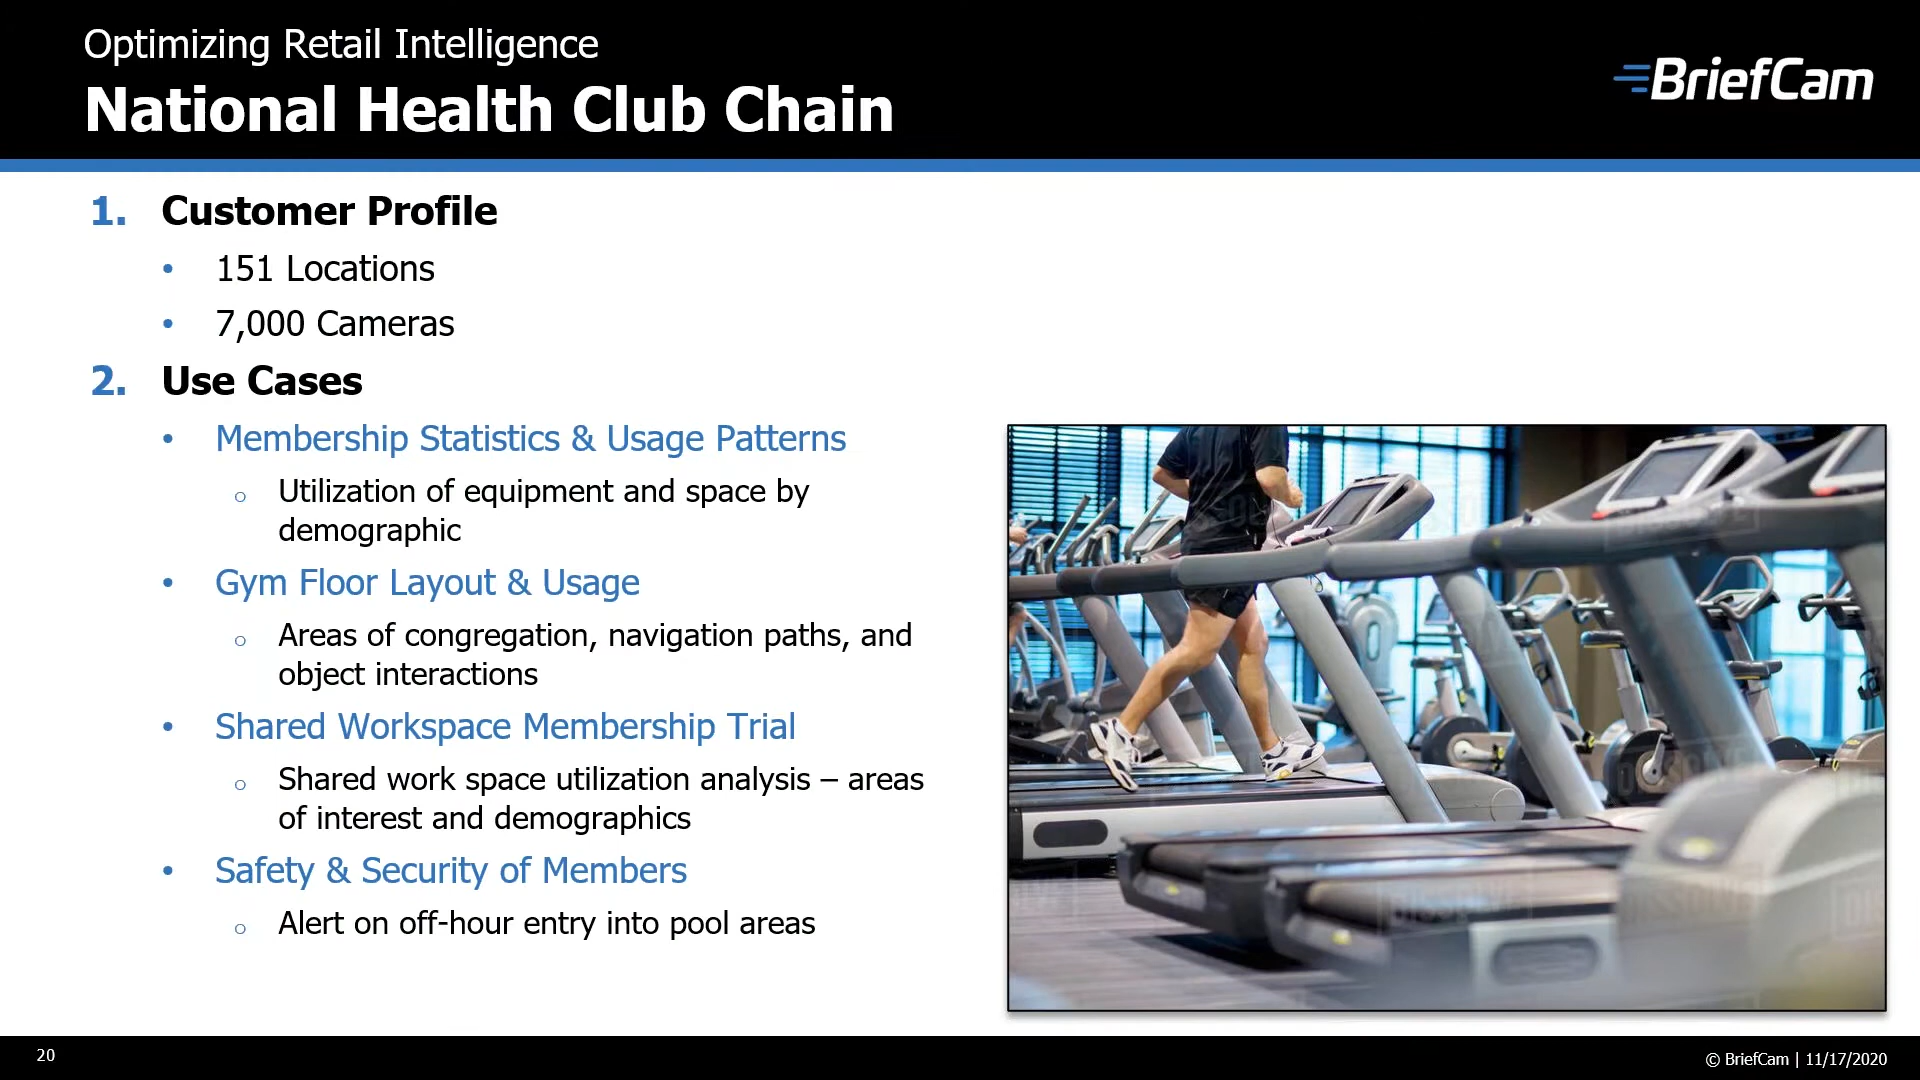 Optimizing Retail Intelligence
National Health Club Chain
BriefCam
1. Customer Profile
• 151 Locations
• 7,000 Cameras
2. Use Cases
• Membership Statistics & Usage Patterns
o Utilization of equipment and space by
demographic
• Gym Floor Layout & Usage
o Areas of congregation, navigation paths, and
object interactions
• Shared Workspace Membership Trial
o Shared work space utilization analysis – areas
of interest and demographics
• Safety & Security of Members
o Alert on off-hour entry into pool areas
DISSOLVE
20
© BriefCam | 11/17/2020